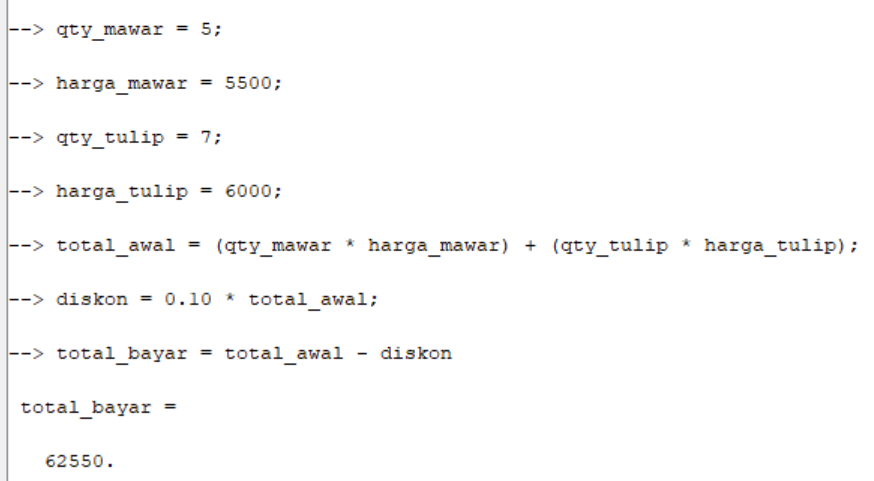 --> qty_mawar = 5;
--> harga_mawar = 5500;
--> qty_tulip = 7;
--> harga_tulip = 6000;
--> total_awal = (qty_mawar * harga_mawar) + (qty_tulip * harga_tulip);
--> diskon = 0.10 * total_awal;
--> total_bayar = total_awal - diskon
total_bayar =
62550.